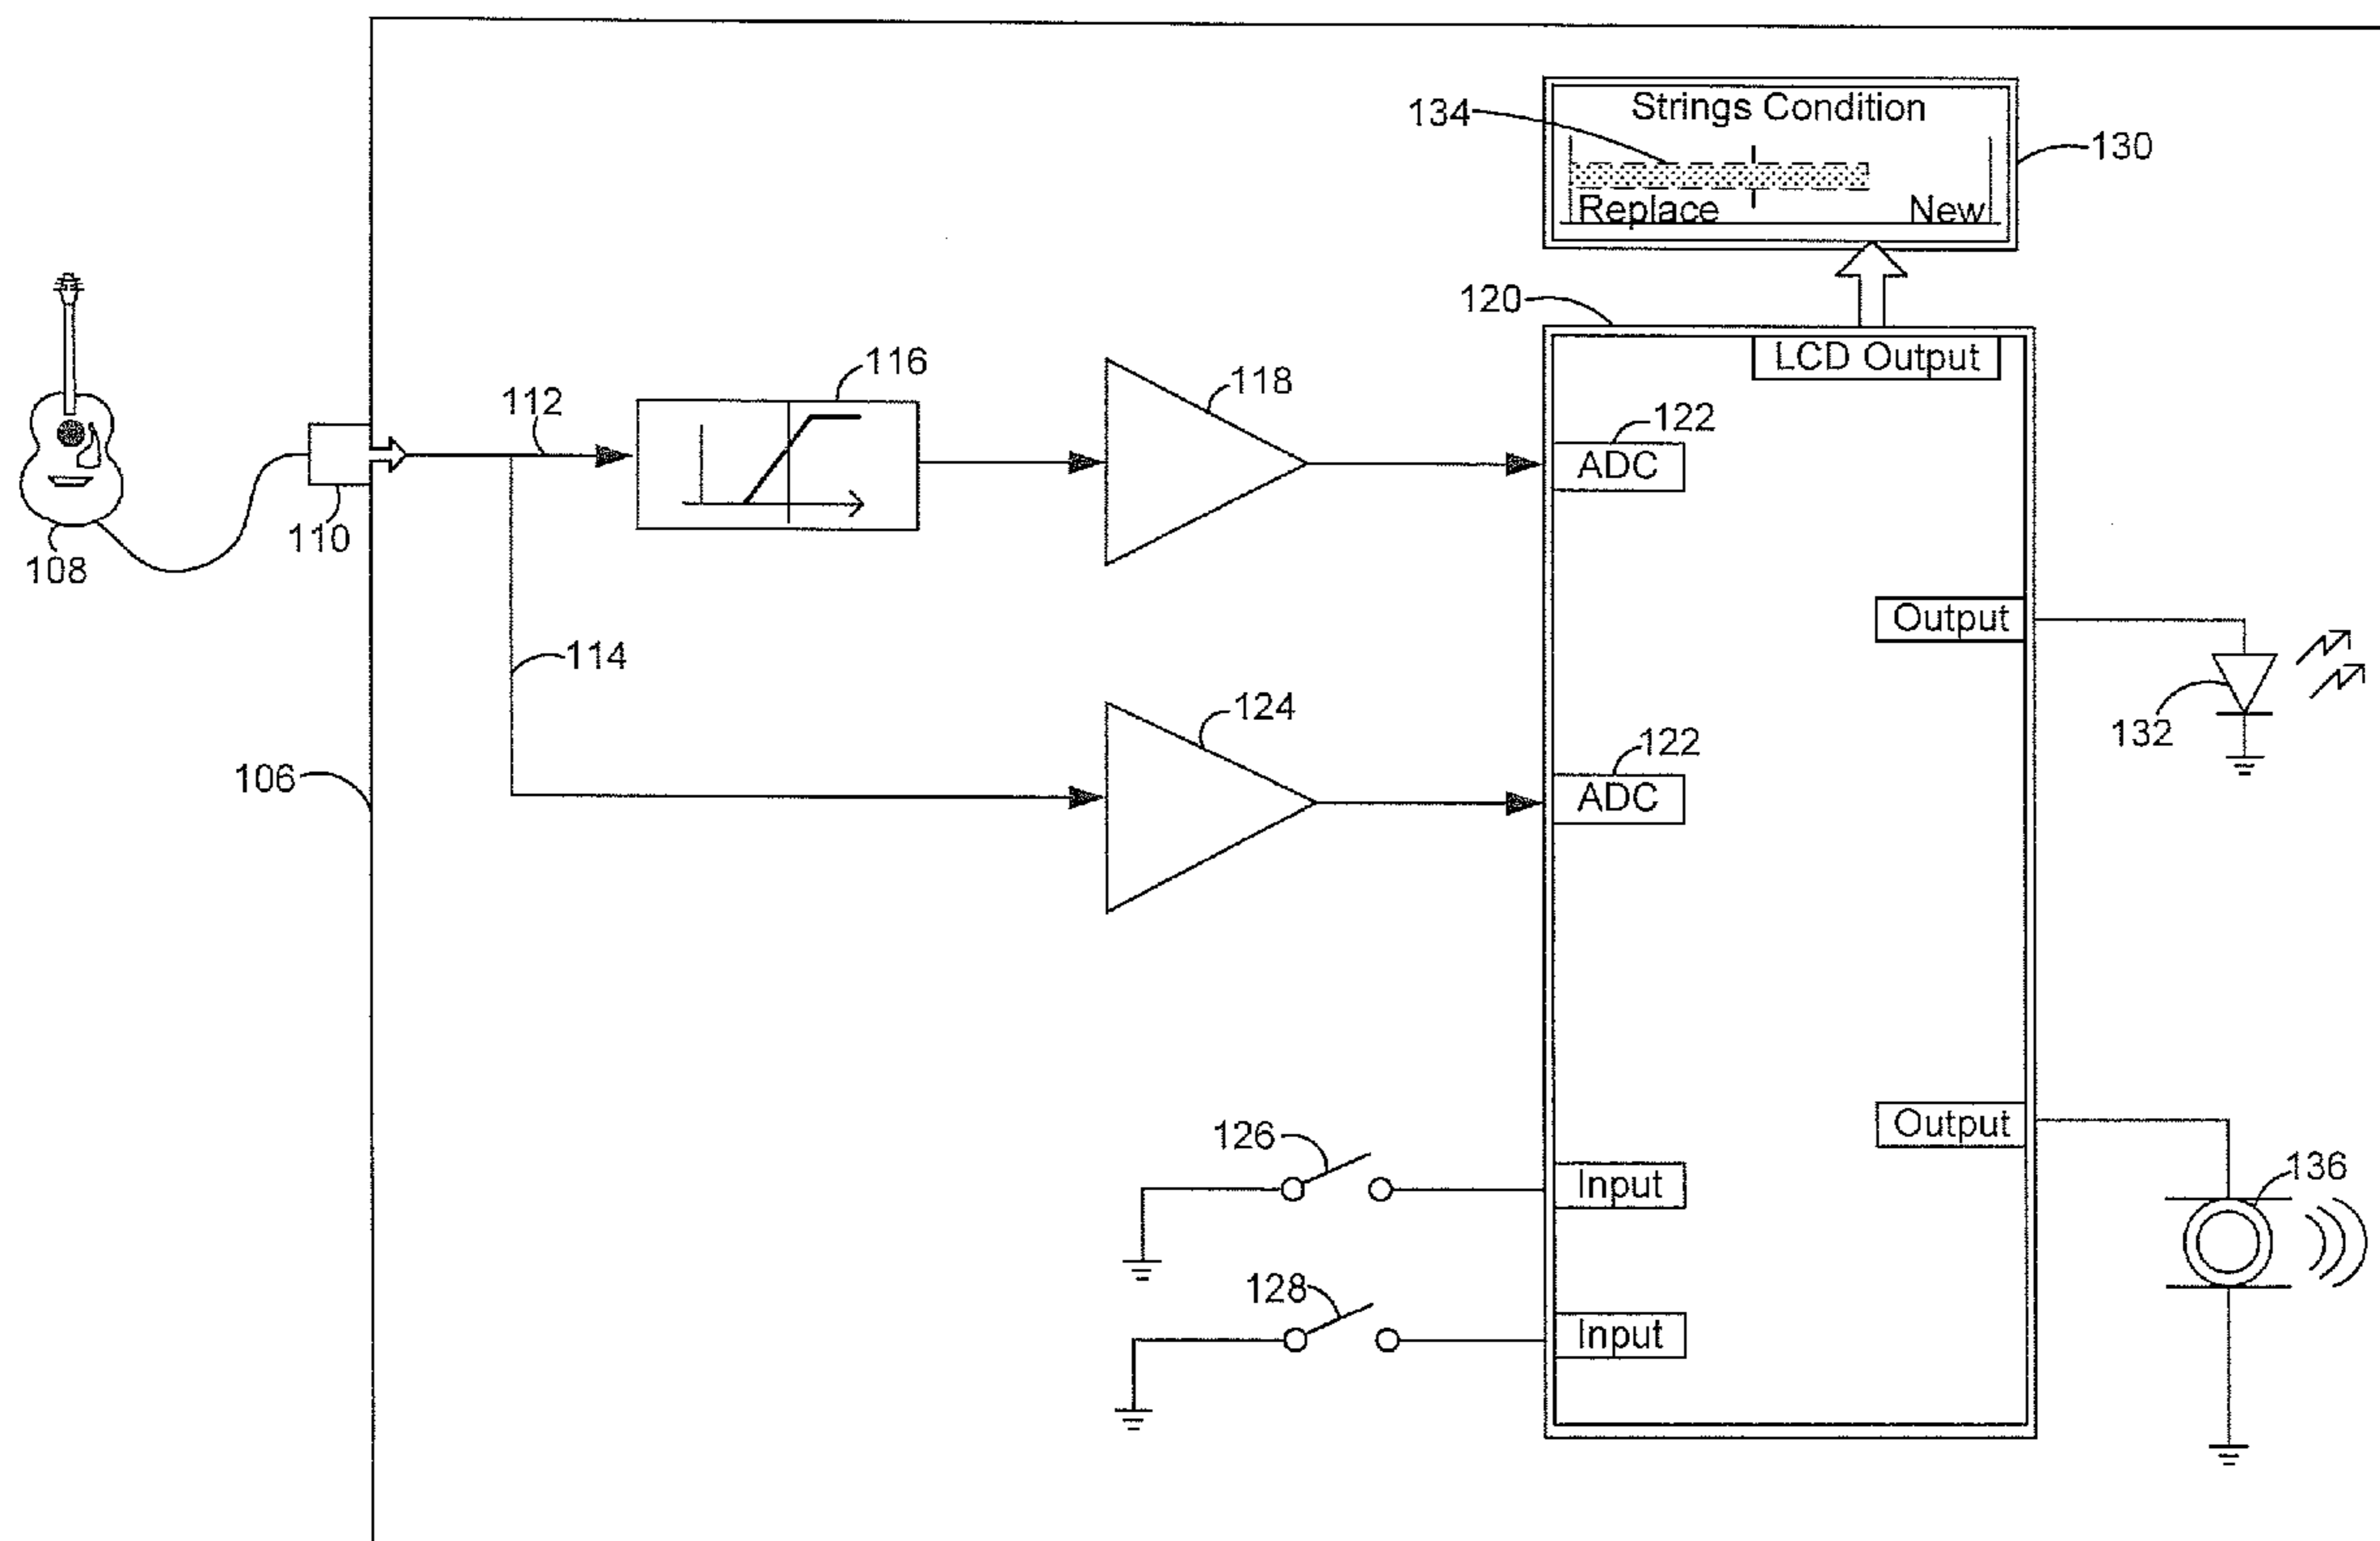 Strings Condition
134
130
Replace
New
120
LCD Output
116
118
112
122
ADC
110
108
Output
114
124
132
122
106
ADC
Output
126
136
Input
128
Input